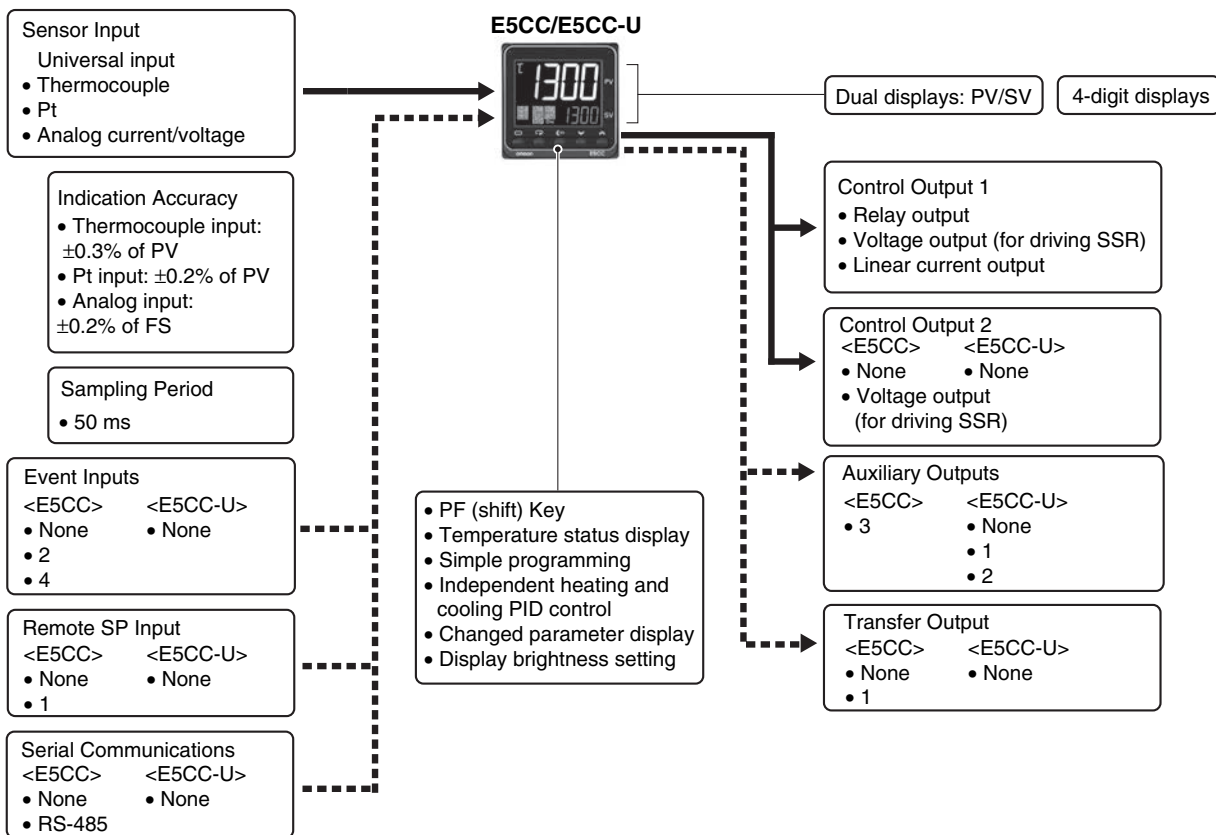 E5CC/E5CC-U
Sensor Input
Universal input
• Thermocouple
• Pt
• Analog current/voltage
Indication Accuracy
• Thermocouple input:
±0.3% of PV
• Pt input: ±0.2% of PV
• Analog input:
±0.2% of FS
Sampling Period
• 50 ms
Event Inputs
<E5CC> <E5CC-U>
• None • None
• 2
• 4
Remote SP Input
<E5CC> <E5CC-U>
• None • None
• 1
Serial Communications
<E5CC> <E5CC-U>
• None • None
• RS-485
1300
PV
1300
SV
omron E5CC
• PF (shift) Key
• Temperature status display
• Simple programming
• Independent heating and
cooling PID control
• Changed parameter display
• Display brightness setting
Dual displays: PV/SV
4-digit displays
Control Output 1
• Relay output
• Voltage output (for driving SSR)
• Linear current output
Control Output 2
<E5CC> <E5CC-U>
• None • None
• Voltage output
(for driving SSR)
Auxiliary Outputs
<E5CC> <E5CC-U>
• 3 • None
• 1
• 2
Transfer Output
<E5CC> <E5CC-U>
• None • None
• 1